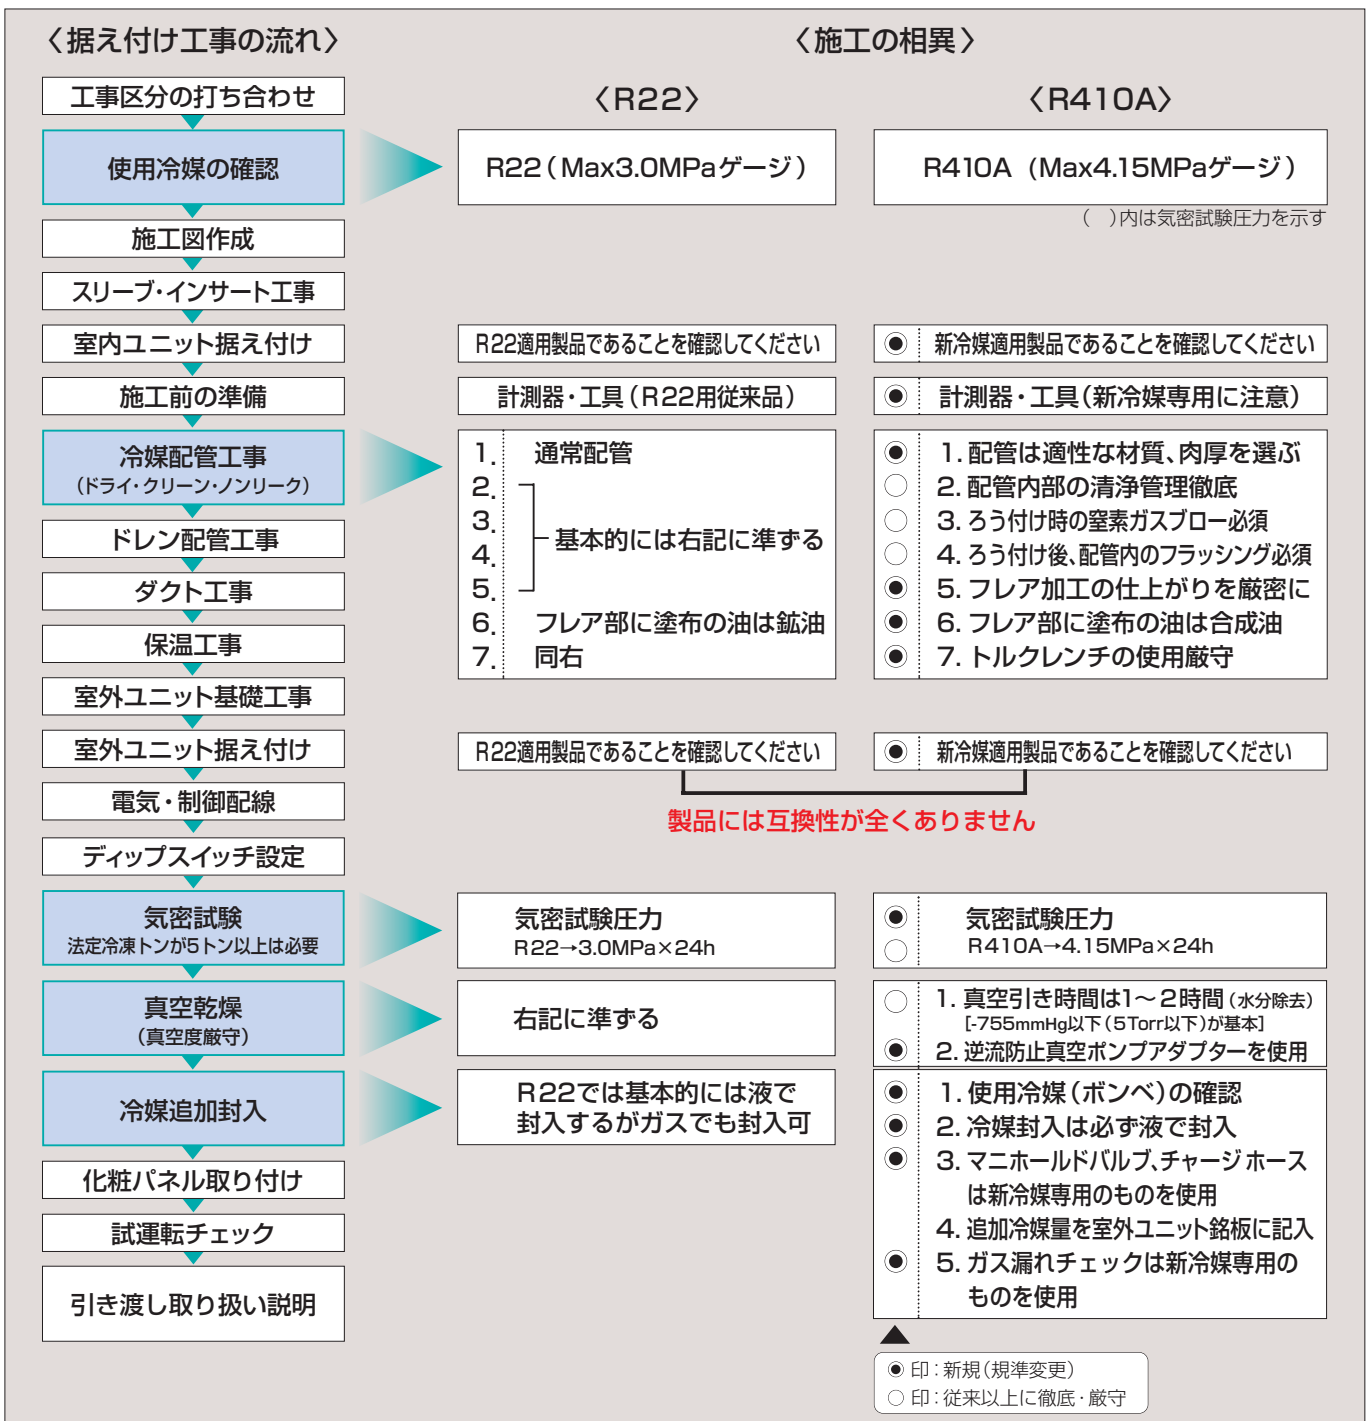 〈据え付け工事の流れ〉
〈施工の相異〉
〈R22〉
〈R410A〉
工事区分の打ち合わせ
使用冷媒の確認
R22(Max3.0MPaゲージ)
R410A (Max4.15MPaゲージ)
( )内は気密試験圧力を示す
施工図作成
スリーブ・インサート工事
室内ユニット据え付け
R22適用製品であることを確認してください
◉ 新冷媒適用製品であることを確認してください
施工前の準備
計測器・工具(R22用従来品)
◉ 計測器・工具(新冷媒専用に注意)
冷媒配管工事
(ドライ・クリーン・ノンリーク)
1. 通常配管
2.
3.
4.
5.
基本的には右記に準ずる
6. フレア部に塗布の油は鉱油
7. 同右
◉ 1. 配管は適性な材質、肉厚を選ぶ
○ 2. 配管内部の清浄管理徹底
○ 3. ろう付け時の窒素ガスブロー必須
○ 4. ろう付け後、配管内のフラッシング必須
◉ 5. フレア加工の仕上がりを厳密に
◉ 6. フレア部に塗布の油は合成油
◉ 7. トルクレンチの使用厳守
ドレン配管工事
ダクト工事
保温工事
室外ユニット基礎工事
室外ユニット据え付け
R22適用製品であることを確認してください
◉ 新冷媒適用製品であることを確認してください
製品には互換性が全くありません
電気・制御配線
ディップスイッチ設定
気密試験
法定冷凍トンが5トン以上は必要
気密試験圧力
R22→3.0MPa×24h
◉ 気密試験圧力
○ R410A→4.15MPa×24h
真空乾燥
(真空度厳守)
右記に準ずる
○ 1. 真空引き時間は1〜2時間(水分除去)
[-755mmHg以下(5Torr以下)が基本]
◉ 2. 逆流防止真空ポンプアダプターを使用
冷媒追加封入
R22では基本的には液で
封入するがガスでも封入可
◉ 1. 使用冷媒(ボンベ)の確認
◉ 2. 冷媒封入は必ず液で封入
◉ 3. マニホールドバルブ、チャージホース
は新冷媒専用のものを使用
4. 追加冷媒量を室外ユニット銘板に記入
◉ 5. ガス漏れチェックは新冷媒専用の
ものを使用
化粧パネル取り付け
試運転チェック
引き渡し取り扱い説明
◉ 印:新規(規準変更)
○ 印:従来以上に徹底・厳守